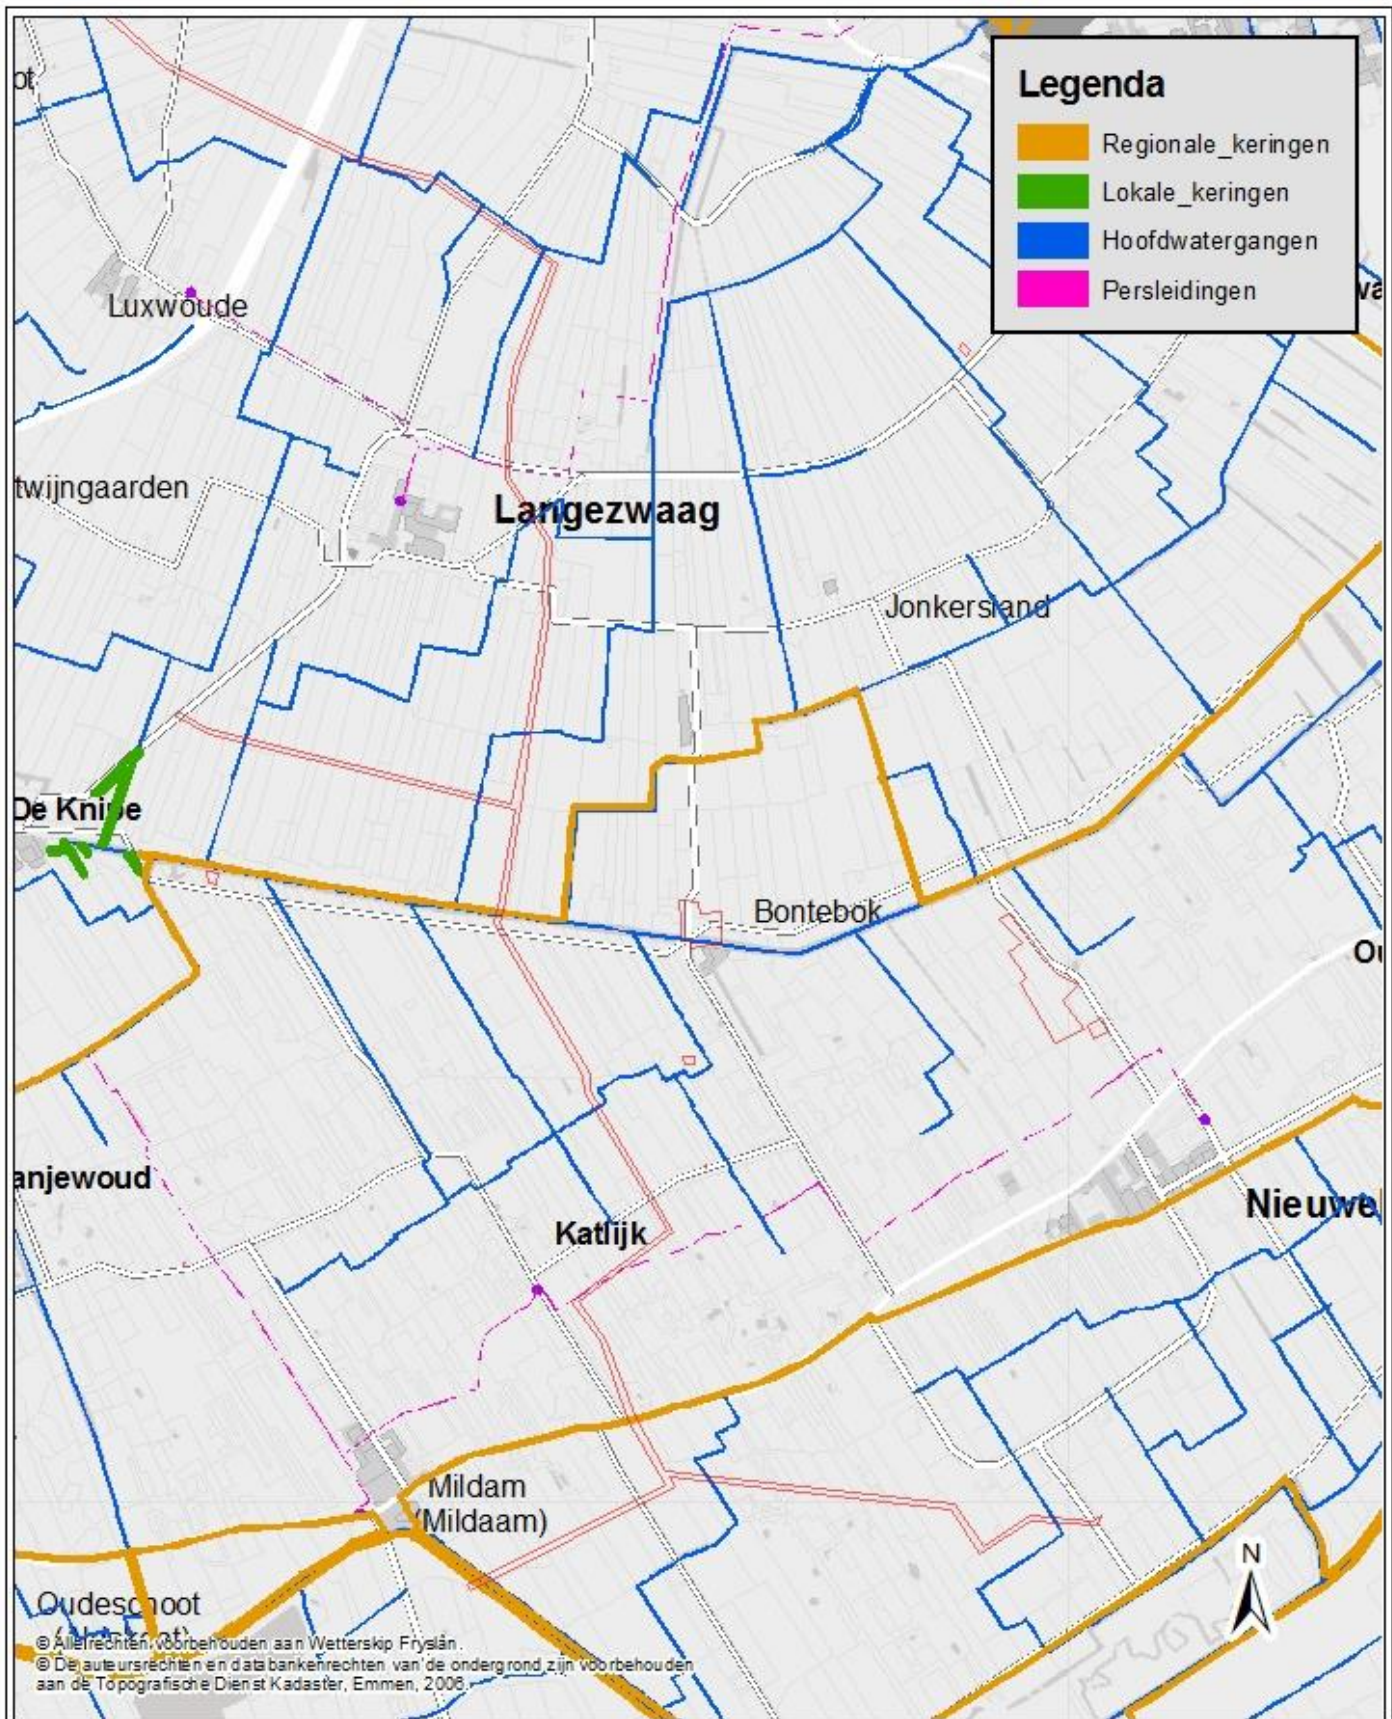 ot
Legenda
Regionale_keringen
Lokale_keringen
Hoofdwatergangen
Persleidingen
Luxwoude
twijngaarden
Langezwaag
Jonkersland
De Knipe
Bontebok
anjewoud
Katlijk
Nieuwe
Mildam
(Mildaam)
N
Oudeschoot
© Alle rechten voorbehouden aan Wetterskip Fryslân.
© De auteursrechten en databankenrechten van de ondergrond zijn voorbehouden
aan de Topografische Dienst Kadaster, Emmen, 2006.